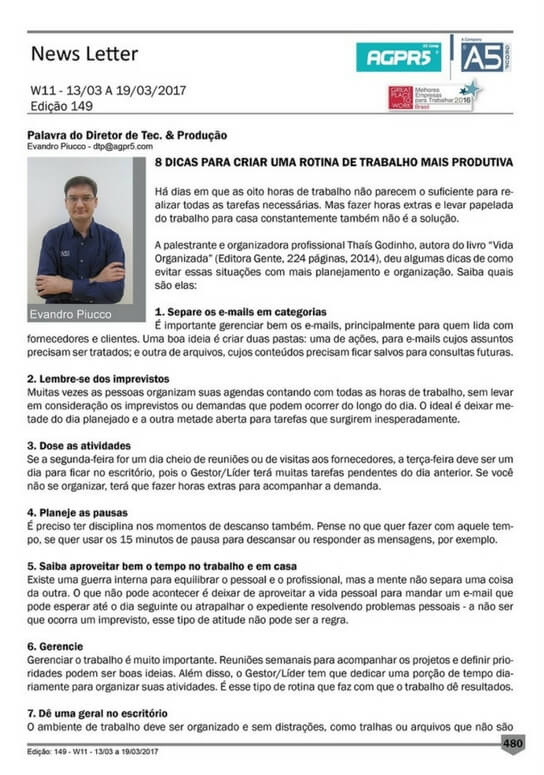 News Letter
AGPR5
A Company
A5
GROUP
W11 - 13/03 A 19/03/2017
Edição 149
GREAT
PLACE
TO
WORK
Melhores
Empresas
para Trabalhar 2016
Brasil
Palavra do Diretor de Tec. & Produção
Evandro Piucco - dtp@agpr5.com
8 DICAS PARA CRIAR UMA ROTINA DE TRABALHO MAIS PRODUTIVA
Há dias em que as oito horas de trabalho não parecem o suficiente para re-
alizar todas as tarefas necessárias. Mas fazer horas extras e levar papelada
do trabalho para casa constantemente também não é a solução.
A palestrante e organizadora profissional Thaís Godinho, autora do livro “Vida
Organizada” (Editora Gente, 224 páginas, 2014), deu algumas dicas de como
evitar essas situações com mais planejamento e organização. Saiba quais
são elas:
Evandro Piucco
1. Separe os e-mails em categorias
É importante gerenciar bem os e-mails, principalmente para quem lida com
fornecedores e clientes. Uma boa ideia é criar duas pastas: uma de ações, para e-mails cujos assuntos
precisam ser tratados; e outra de arquivos, cujos conteúdos precisam ficar salvos para consultas futuras.
2. Lembre-se dos imprevistos
Muitas vezes as pessoas organizam suas agendas contando com todas as horas de trabalho, sem levar
em consideração os imprevistos ou demandas que podem ocorrer do longo do dia. O ideal é deixar me-
tade do dia planejado e a outra metade aberta para tarefas que surgirem inesperadamente.
3. Dose as atividades
Se a segunda-feira for um dia cheio de reuniões ou de visitas aos fornecedores, a terça-feira deve ser um
dia para ficar no escritório, pois o Gestor/Líder terá muitas tarefas pendentes do dia anterior. Se você
não se organizar, terá que fazer horas extras para acompanhar a demanda.
4. Planeje as pausas
É preciso ter disciplina nos momentos de descanso também. Pense no que quer fazer com aquele tem-
po, se quer usar os 15 minutos de pausa para descansar ou responder as mensagens, por exemplo.
5. Saiba aproveitar bem o tempo no trabalho e em casa
Existe uma guerra interna para equilibrar o pessoal e o profissional, mas a mente não separa uma coisa
da outra. O que não pode acontecer é deixar de aproveitar a vida pessoal para mandar um e-mail que
pode esperar até o dia seguinte ou atrapalhar o expediente resolvendo problemas pessoais - a não ser
que ocorra um imprevisto, esse tipo de atitude não pode ser a regra.
6. Gerencie
Gerenciar o trabalho é muito importante. Reuniões semanais para acompanhar os projetos e definir prio-
ridades podem ser boas ideias. Além disso, o Gestor/Líder tem que dedicar uma porção de tempo dia-
riamente para organizar suas atividades. É esse tipo de rotina que faz com que o trabalho dê resultados.
7. Dê uma geral no escritório
O ambiente de trabalho deve ser organizado e sem distrações, como tralhas ou arquivos que não são
480
Edição: 149 - W11 - 13/03 a 19/03/2017